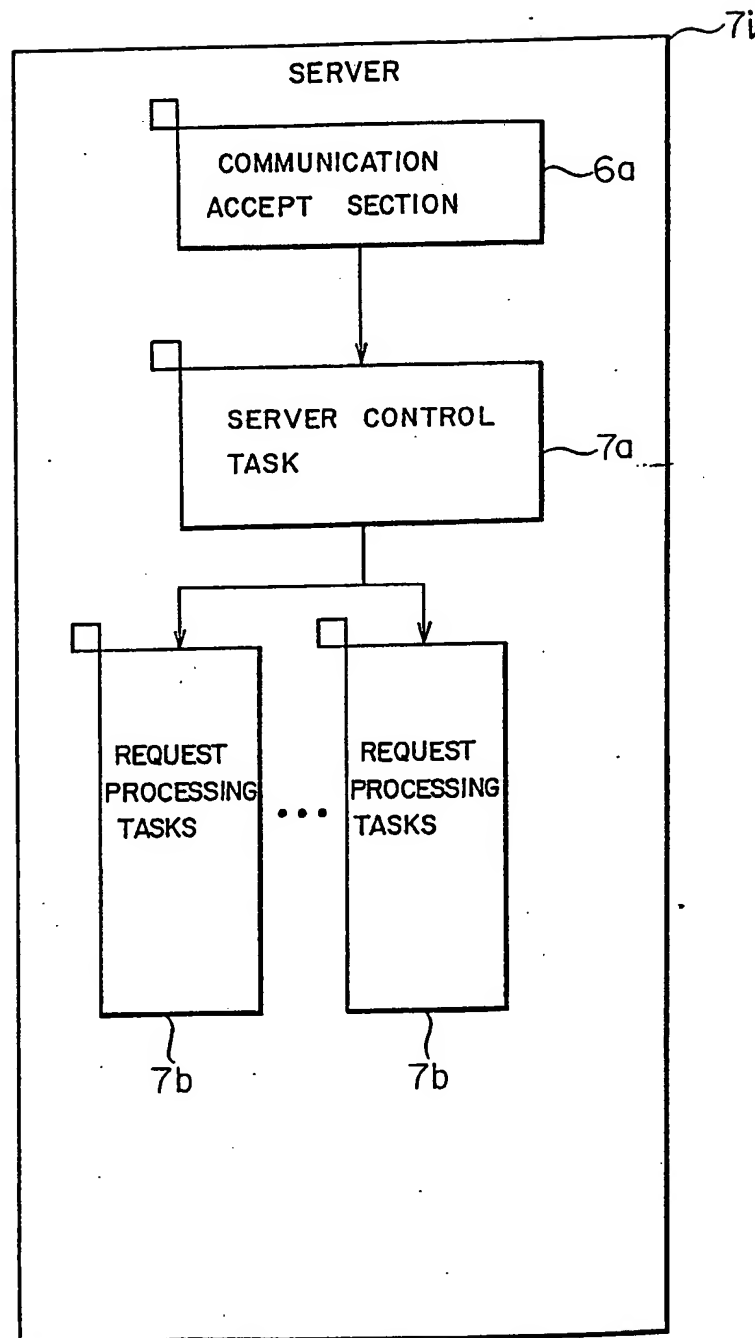 7i
SERVER
COMMUNICATION
ACCEPT SECTION
6a
SERVER CONTROL
TASK
7a
REQUEST
PROCESSING
TASKS
...
REQUEST
PROCESSING
TASKS
7b
7b